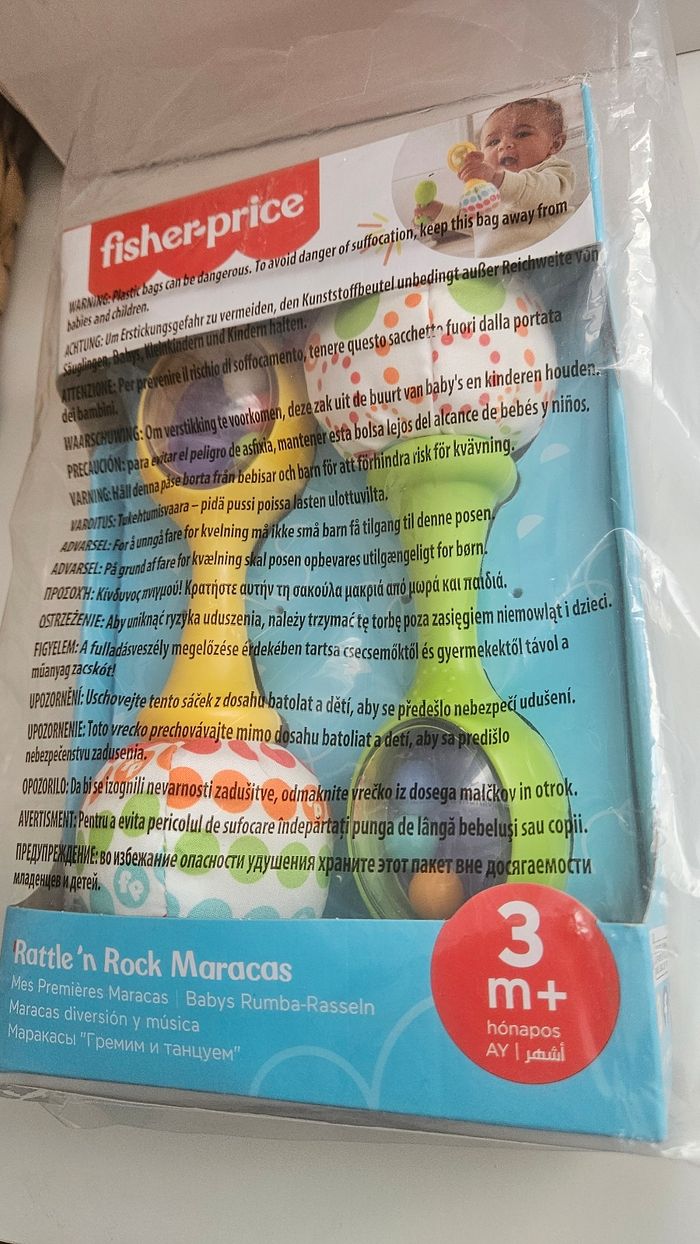 fisher-price
WARNING: Plastic bags can be dangerous. To avoid danger of suffocation, keep this bag away from
babies and children.
ACHTUNG: Um Erstickungsgefahr zu vermeiden, den Kunststoffbeutel unbedingt außer Reichweite von
Säuglingen, Babys, Kleinkindern und Kindern halten.
ATTENZIONE: Per prevenire il rischio di soffocamento, tenere questo sacchetto fuori dalla portata
dei bambini.
WAARSCHUWING: Om verstikking te voorkomen, deze zak uit de buurt van baby's en kinderen houden.
PRECAUCIÓN: para evitar el peligro de asfixia, mantener esta bolsa lejos del alcance de bebés y niños.
VARNING: Håll denna påse borta från bebisar och barn för att förhindra risk för kvävning.
VAROITUS: Tukehtumisvaara – pidä pussi poissa lasten ulottuvilta.
ADVARSEL: For å unngå fare for kvelning må ikke små barn få tilgang til denne posen.
ADVARSEL: På grund af fare for kvælning skal posen opbevares utilgængeligt for børn.
ΠΡΟΣΟΧΗ: Κίνδυνος πνιγμού! Κρατήστε αυτήν τη σακούλα μακριά από μωρά και παιδιά.
OSTRZEŻENIE: Aby uniknąć ryzyka uduszenia, należy trzymać tę torbę poza zasięgiem niemowląt i dzieci.
FIGYELEM: A fulladásveszély megelőzése érdekében tartsa csecsemőktől és gyermekektől távol a
műanyag zacskót!
UPOZORNĚNÍ: Uschovejte tento sáček z dosahu batolat a dětí, aby se předešlo nebezpečí udušení.
UPOZORNENIE: Toto vrecko prechovávajte mimo dosahu batoliat a detí, aby sa predišlo
nebezpečenstvu zadusenia.
OPOZORILO: Da bi se izognili nevarnosti zadušitve, odmaknite vrečko iz dosega malčkov in otrok.
AVERTISMENT: Pentru a evita pericolul de sufocare îndepărtați punga de lângă bebeluși sau copii.
ПРЕДУПРЕЖДЕНИЕ: во избежание опасности удушения храните этот пакет вне досягаемости
младенцев и детей.
fp
Rattle 'n Rock Maracas
Mes Premières Maracas | Babys Rumba-Rasseln
Maracas diversión y música
Маракасы "Гремим и танцуем"
3
m+
hónapos
AY | أشهر